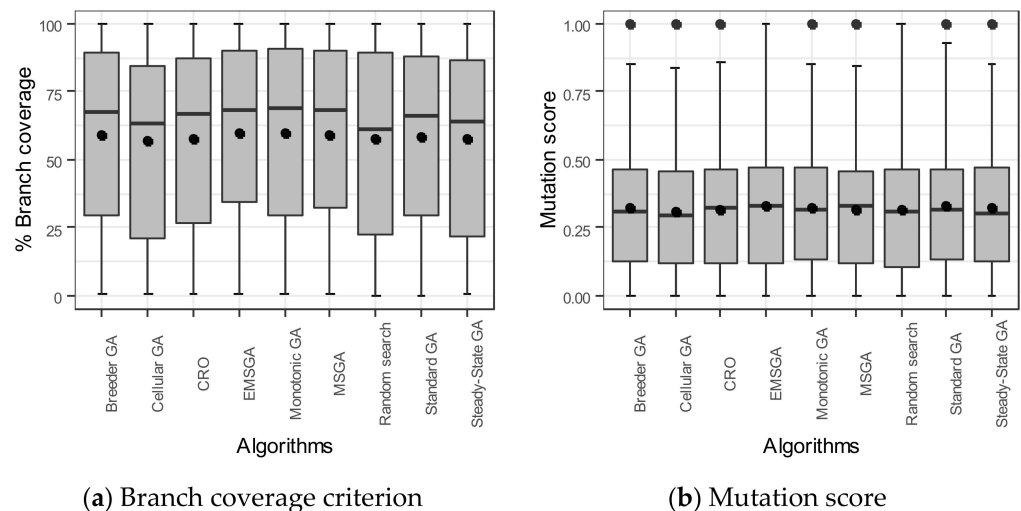 % Branch coverage
100
75
50
25
0
Breeder GA
Cellular GA
CRO
EMSGA
Monotonic GA
MSGA
Random search
Standard GA
Steady-State GA
Algorithms
(a) Branch coverage criterion
Mutation score
1.00
0.75
0.50
0.25
0.00
Breeder GA
Cellular GA
CRO
EMSGA
Monotonic GA
MSGA
Random search
Standard GA
Steady-State GA
Algorithms
(b) Mutation score